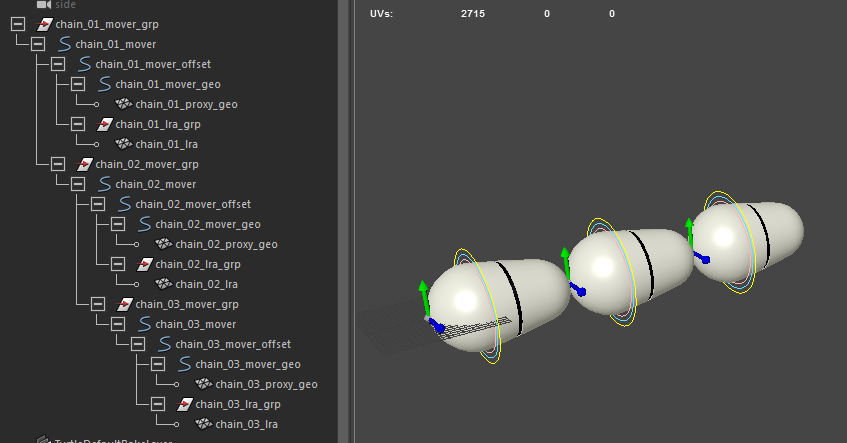 side
UVs: 2715 0 0
chain_01_mover_grp
chain_01_mover
chain_01_mover_offset
chain_01_mover_geo
chain_01_proxy_geo
chain_01_lra_grp
chain_01_lra
chain_02_mover_grp
chain_02_mover
chain_02_mover_offset
chain_02_mover_geo
chain_02_proxy_geo
chain_02_lra_grp
chain_02_lra
chain_03_mover_grp
chain_03_mover
chain_03_mover_offset
chain_03_mover_geo
chain_03_proxy_geo
chain_03_lra_grp
chain_03_lra
TurtleDefaultBakeLayer